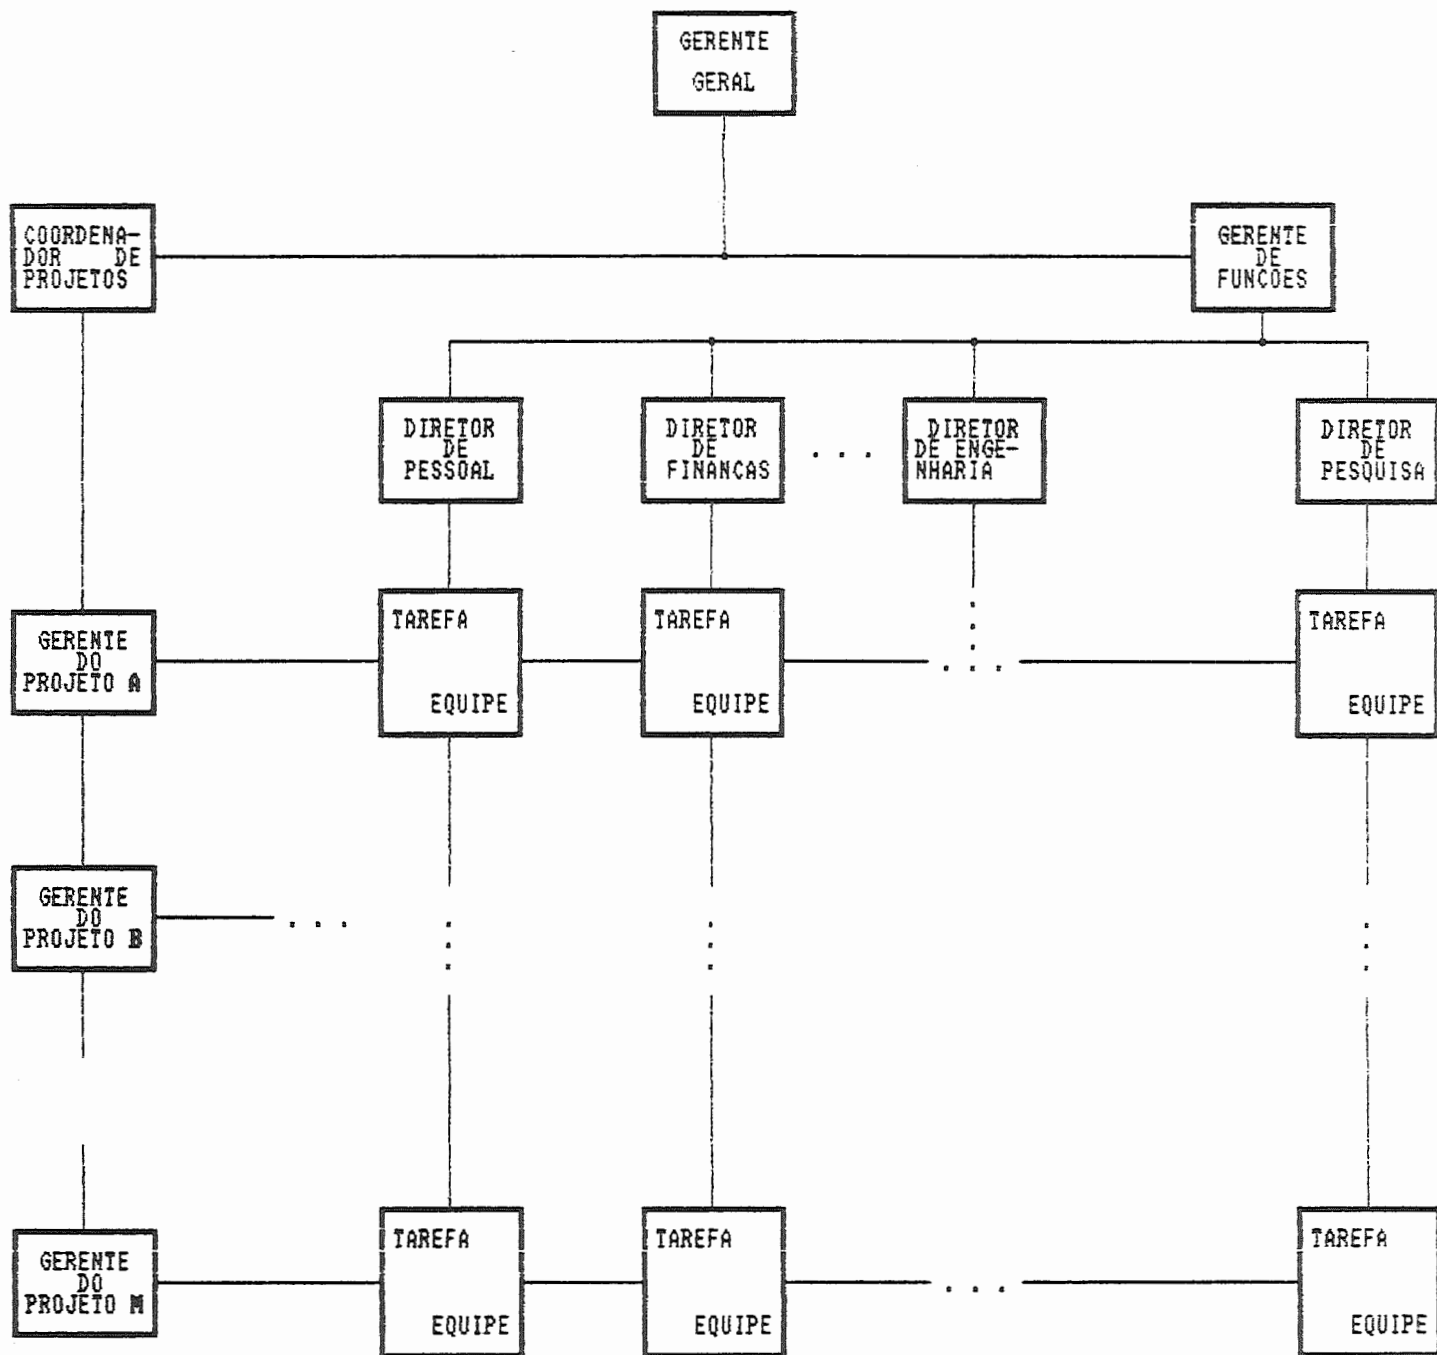 GERENTE
GERAL
COORDENA-
DOR DE
PROJETOS
GERENTE
DE
FUNCOES
DIRETOR
DE
PESSOAL
DIRETOR
DE
FINANCAS
. . .
DIRETOR
DE ENGE-
NHARIA
DIRETOR
DE
PESQUISA
GERENTE
DO
PROJETO A
TAREFA
EQUIPE
TAREFA
EQUIPE
. . .
TAREFA
EQUIPE
GERENTE
DO
PROJETO B
. . .
GERENTE
DO
PROJETO M
TAREFA
EQUIPE
TAREFA
EQUIPE
. . .
TAREFA
EQUIPE